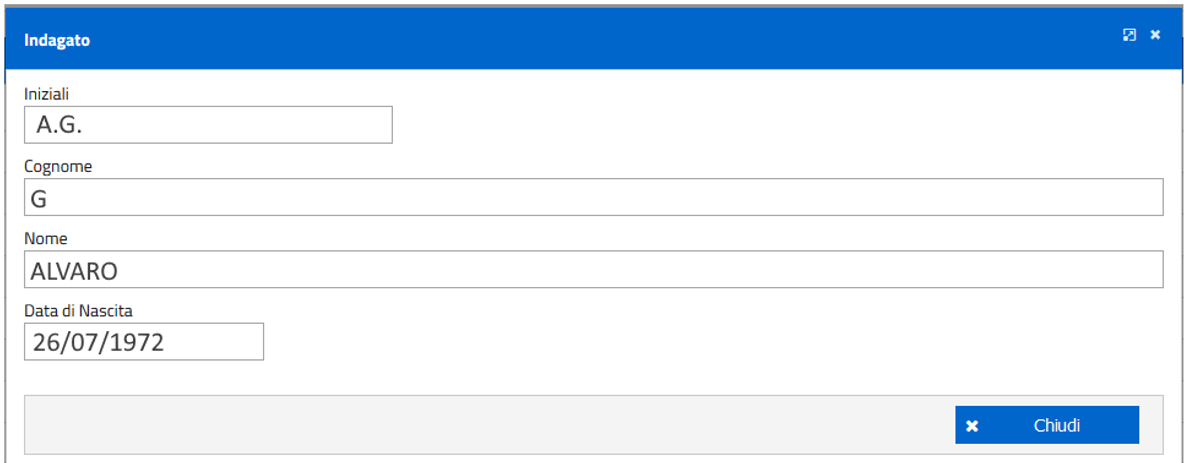 Indagato
Iniziali
A.G.
Cognome
G
Nome
ALVARO
Data di Nascita
26/07/1972
Chiudi